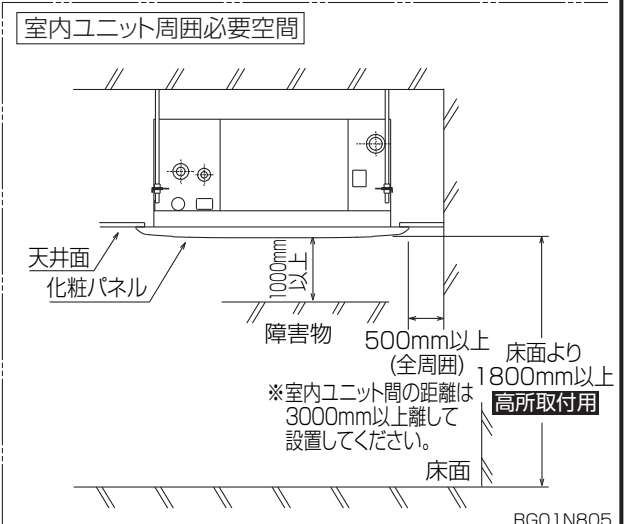 室内ユニット周囲必要空間
天井面
化粧パネル
1000mm
以上
障害物
500mm以上
(全周囲)
床面より
1800mm以上
高所取付用
※室内ユニット間の距離は
3000mm以上離して
設置してください。
床面
RG01N805